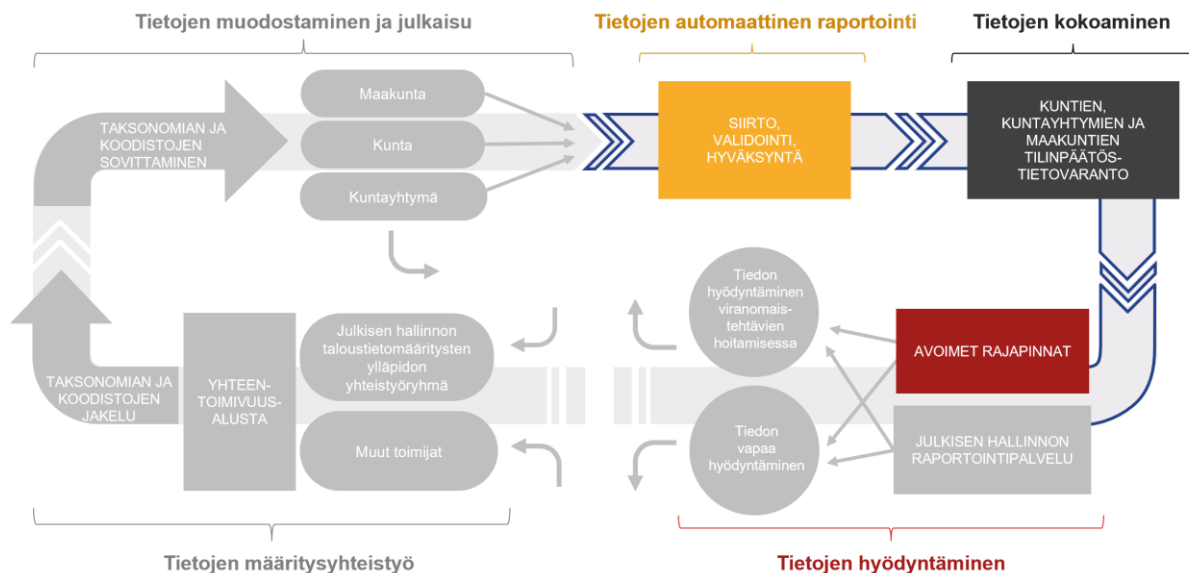 Tietojen muodostaminen ja julkaisu
Tietojen automaattinen raportointi
Tietojen kokoaminen
TAKSONOMIAN JA
KOODISTOJEN
SOVITTAMINEN
Maakunta
Kunta
Kuntayhtymä
SIIRTO,
VALIDOINTI,
HYVÄKSYNTÄ
KUNTIEN,
KUNTAYHTYMIEN JA
MAAKUNTIEN
TILINPÄÄTÖS-
TIETOVARANTO
TAKSONOMIAN JA
KOODISTOJEN
JAKELU
YHTEEN-
TOIMIVUUS-
ALUSTA
Julkisen hallinnon
taloustietomääritysten
ylläpidon
yhteistyöryhmä
Muut toimijat
Tiedon
hyödyntäminen
viranomais-
tehtävien
hoitamisessa
Tiedon
vapaa
hyödyntäminen
AVOIMET RAJAPINNAT
JULKISEN HALLINNON
RAPORTOINTIPALVELU
Tietojen määritysyhteistyö
Tietojen hyödyntäminen